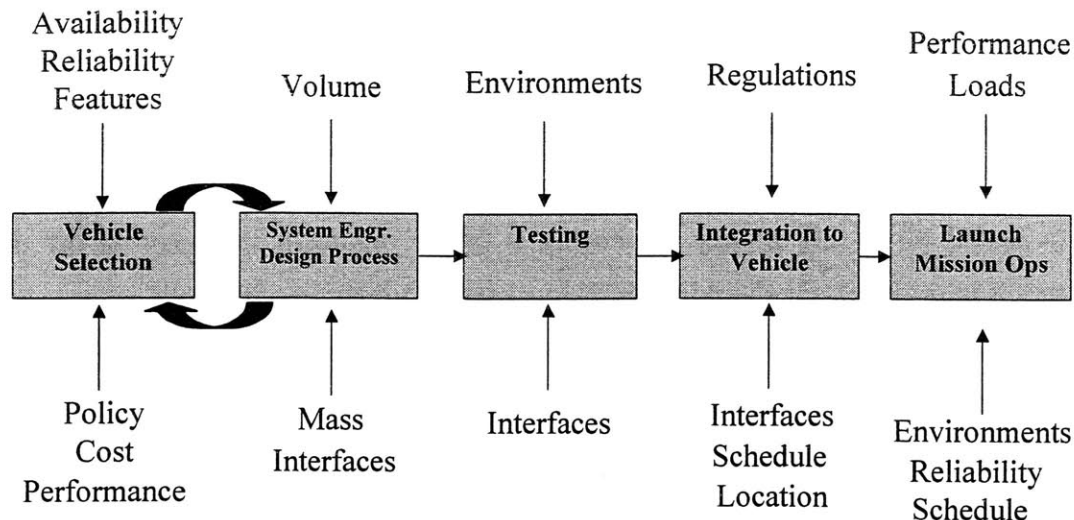 Availability
Reliability
Features
Volume
Environments
Regulations
Performance
Loads
Vehicle
Selection
System Engr.
Design Process
Testing
Integration to
Vehicle
Launch
Mission Ops
Policy
Cost
Performance
Mass
Interfaces
Interfaces
Interfaces
Schedule
Location
Environments
Reliability
Schedule